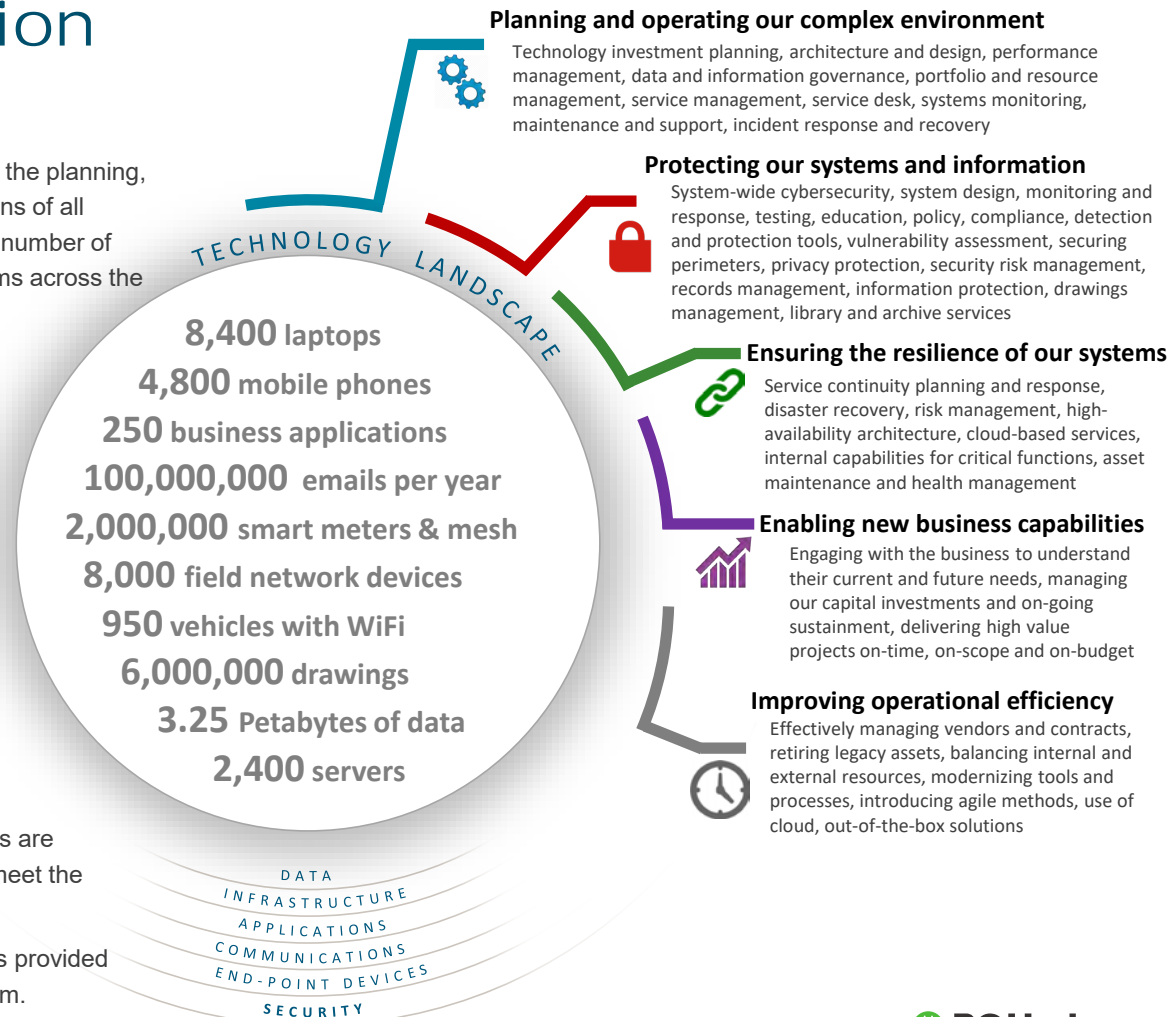 ion
the planning,
ns of all
number of
ns across the
s are
neet the
s provided
m.
TECHNOLOGY LANDSCAPE
8,400 laptops
4,800 mobile phones
250 business applications
100,000,000 emails per year
2,000,000 smart meters & mesh
8,000 field network devices
950 vehicles with WiFi
6,000,000 drawings
3.25 Petabytes of data
2,400 servers
DATA
INFRASTRUCTURE
APPLICATIONS
COMMUNICATIONS
END-POINT DEVICES
SECURITY
Planning and operating our complex environment
Technology investment planning, architecture and design, performance
management, data and information governance, portfolio and resource
management, service management, service desk, systems monitoring,
maintenance and support, incident response and recovery
Protecting our systems and information
System-wide cybersecurity, system design, monitoring and
response, testing, education, policy, compliance, detection
and protection tools, vulnerability assessment, securing
perimeters, privacy protection, security risk management,
records management, information protection, drawings
management, library and archive services
Ensuring the resilience of our systems
Service continuity planning and response,
disaster recovery, risk management, high-
availability architecture, cloud-based services,
internal capabilities for critical functions, asset
maintenance and health management
Enabling new business capabilities
Engaging with the business to understand
their current and future needs, managing
our capital investments and on-going
sustainment, delivering high value
projects on-time, on-scope and on-budget
Improving operational efficiency
Effectively managing vendors and contracts,
retiring legacy assets, balancing internal and
external resources, modernizing tools and
processes, introducing agile methods, use of
cloud, out-of-the-box solutions